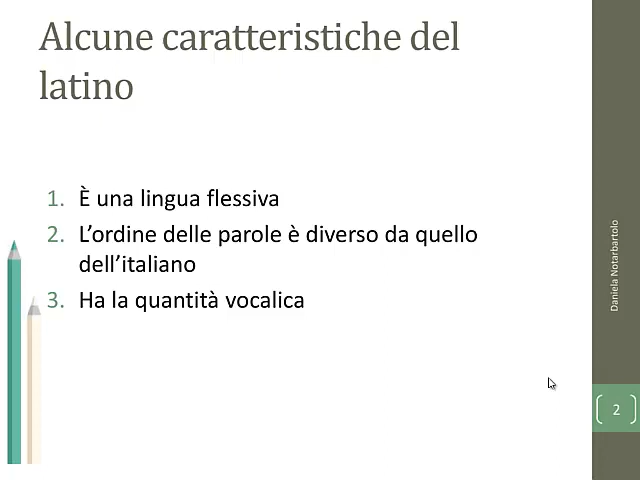 Alcune caratteristiche del
latino
1. È una lingua flessiva
2. L’ordine delle parole è diverso da quello
dell’italiano
3. Ha la quantità vocalica
Daniela Notarbartolo
2